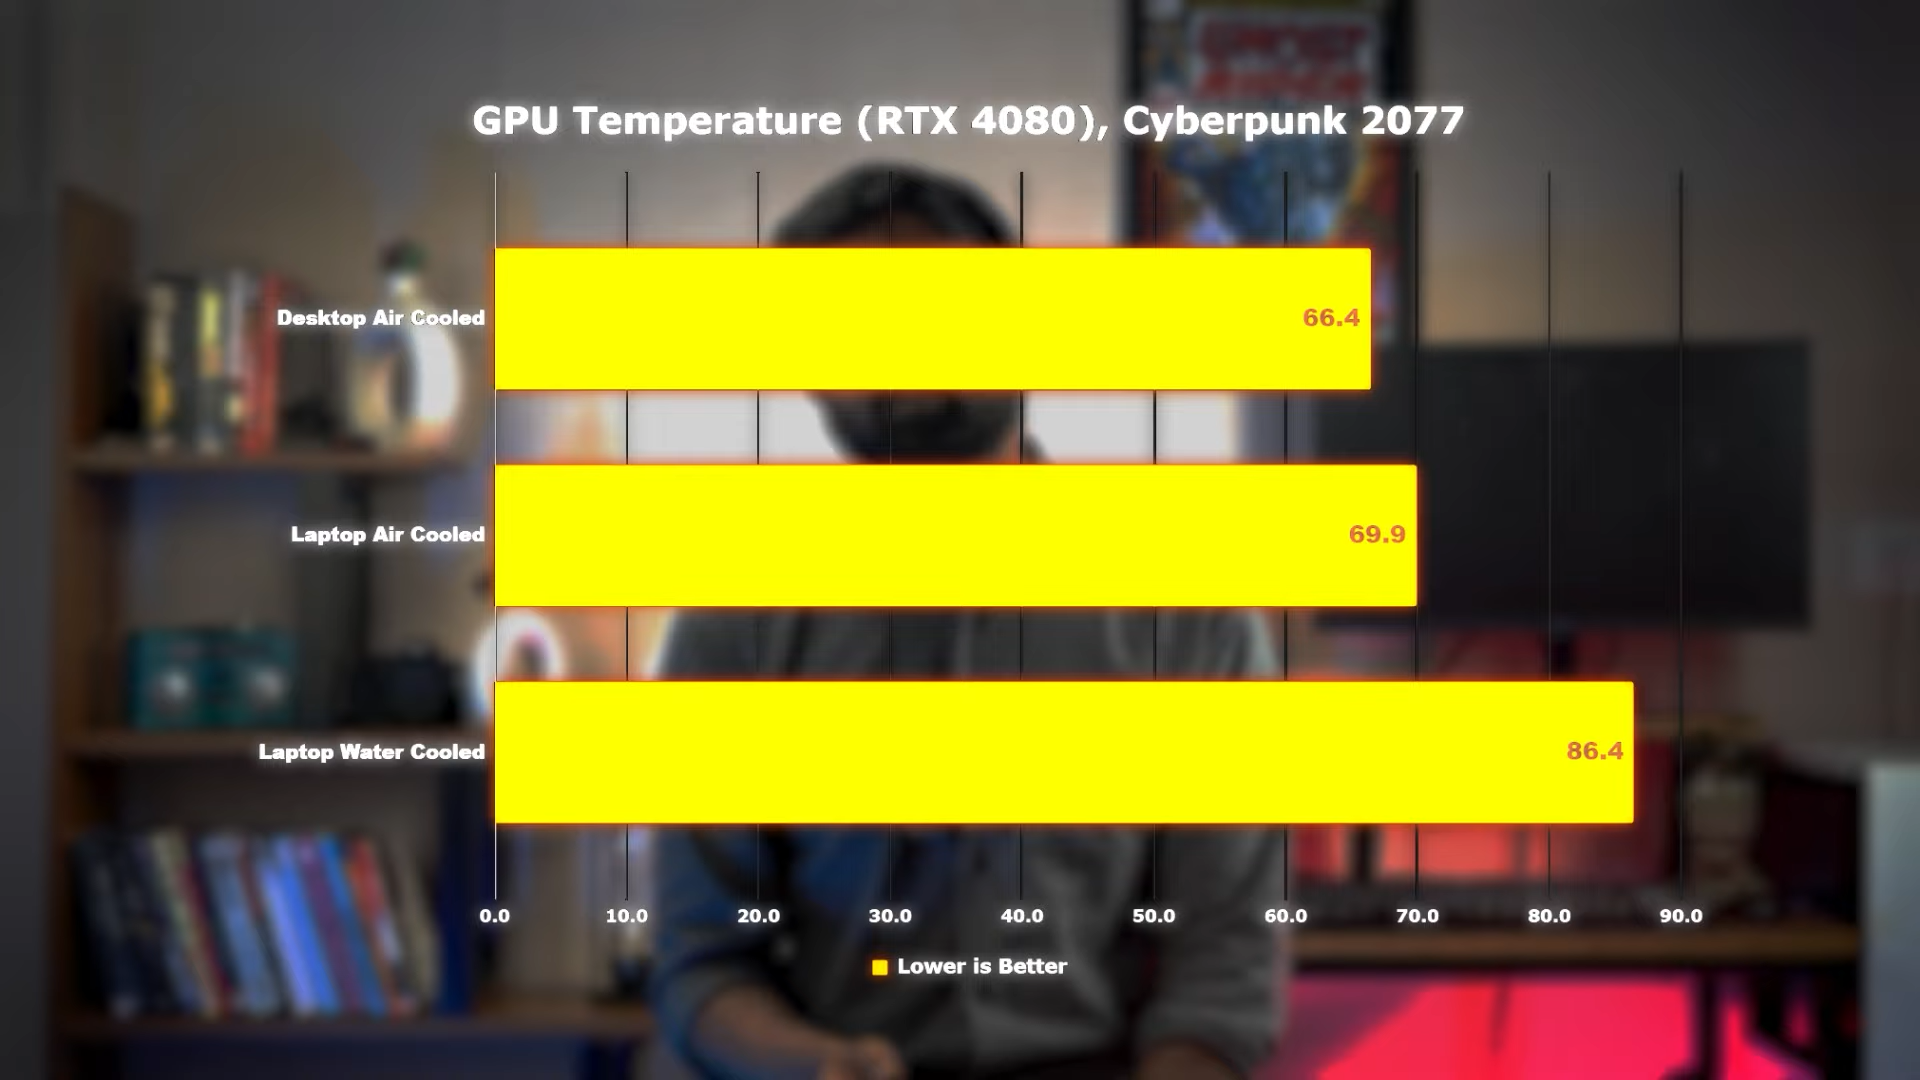 GPU Temperature (RTX 4080), Cyberpunk 2077
Desktop Air Cooled
66.4
Laptop Air Cooled
69.9
Laptop Water Cooled
86.4
0.0 10.0 20.0 30.0 40.0 50.0 60.0 70.0 80.0 90.0
Lower is Better